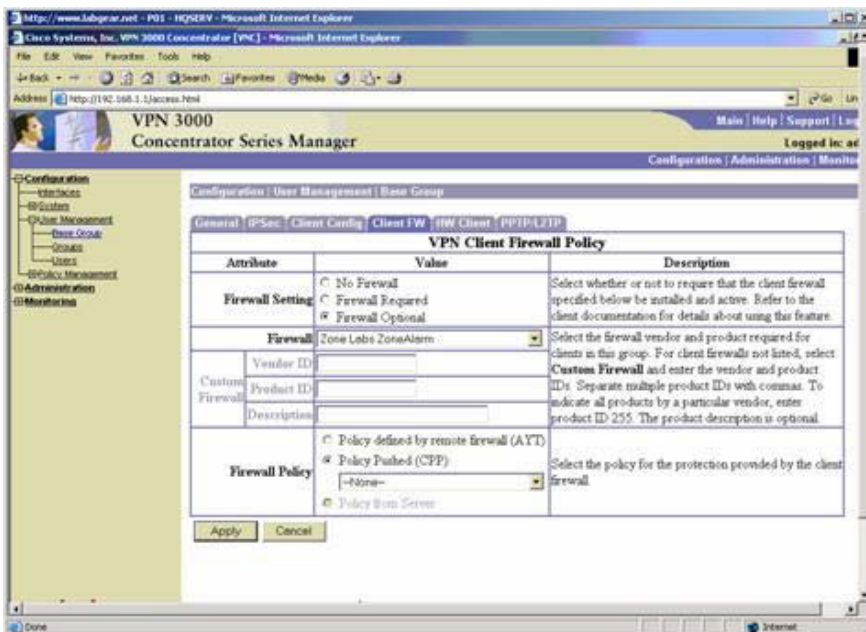 http://www.labgear.net - P01 - HQSERV - Microsoft Internet Explorer
Cisco Systems, Inc. VPN 3000 Concentrator [VNC] - Microsoft Internet Explorer
File Edit View Favorites Tools Help
Back Search Favorites Media
Address http://192.168.1.1/access.html Go
VPN 3000
Concentrator Series Manager
Main | Help | Support |
Logged in:
Configuration | Administration |
Configuration
Interfaces
System
User Management
Base Group
Groups
Users
Policy Management
Administration
Monitoring
Configuration | User Management | Base Group
General IPSec Client Config Client FW HW Client PPTP/L2TP
VPN Client Firewall Policy
Attribute Value Description
Firewall Setting
No Firewall
Firewall Required
Firewall Optional
Select whether or not to require that the client firewall
specified below be installed and active. Refer to the
client documentation for details about using this feature.
Firewall Zone Labs ZoneAlarm
Custom Firewall
Vendor ID
Product ID
Description
Select the firewall vendor and product required for
clients in this group. For client firewalls not listed, select
Custom Firewall and enter the vendor and product
IDs. Separate multiple product IDs with commas. To
indicate all products by a particular vendor, enter
product ID 255. The product description is optional.
Firewall Policy
Policy defined by remote firewall (AYT)
Policy Pushed (CPP)
--None--
Policy from Server
Select the policy for the protection provided by the client
firewall.
Apply Cancel
Done Internet